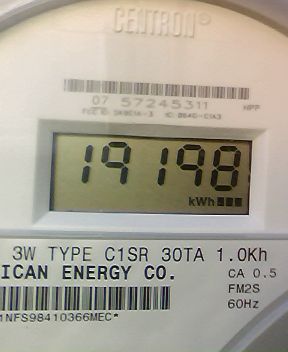 CENTRON®
07 57245311
HPP
19198
kWh
3W TYPE C1SR 30TA 1.0Kh
ICAN ENERGY CO.
CA 0.5
FM2S
60Hz
1NFS98410366MEC*